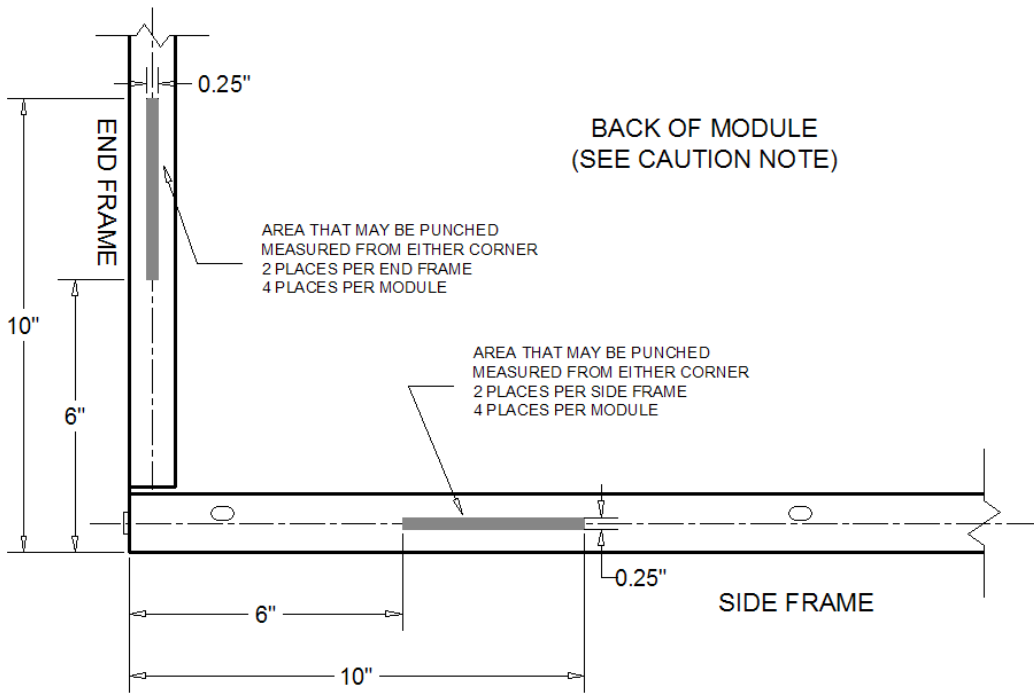 0.25"
END FRAME
BACK OF MODULE
(SEE CAUTION NOTE)
AREA THAT MAY BE PUNCHED
MEASURED FROM EITHER CORNER
2 PLACES PER END FRAME
4 PLACES PER MODULE
10"
6"
AREA THAT MAY BE PUNCHED
MEASURED FROM EITHER CORNER
2 PLACES PER SIDE FRAME
4 PLACES PER MODULE
0.25"
SIDE FRAME
6"
10"